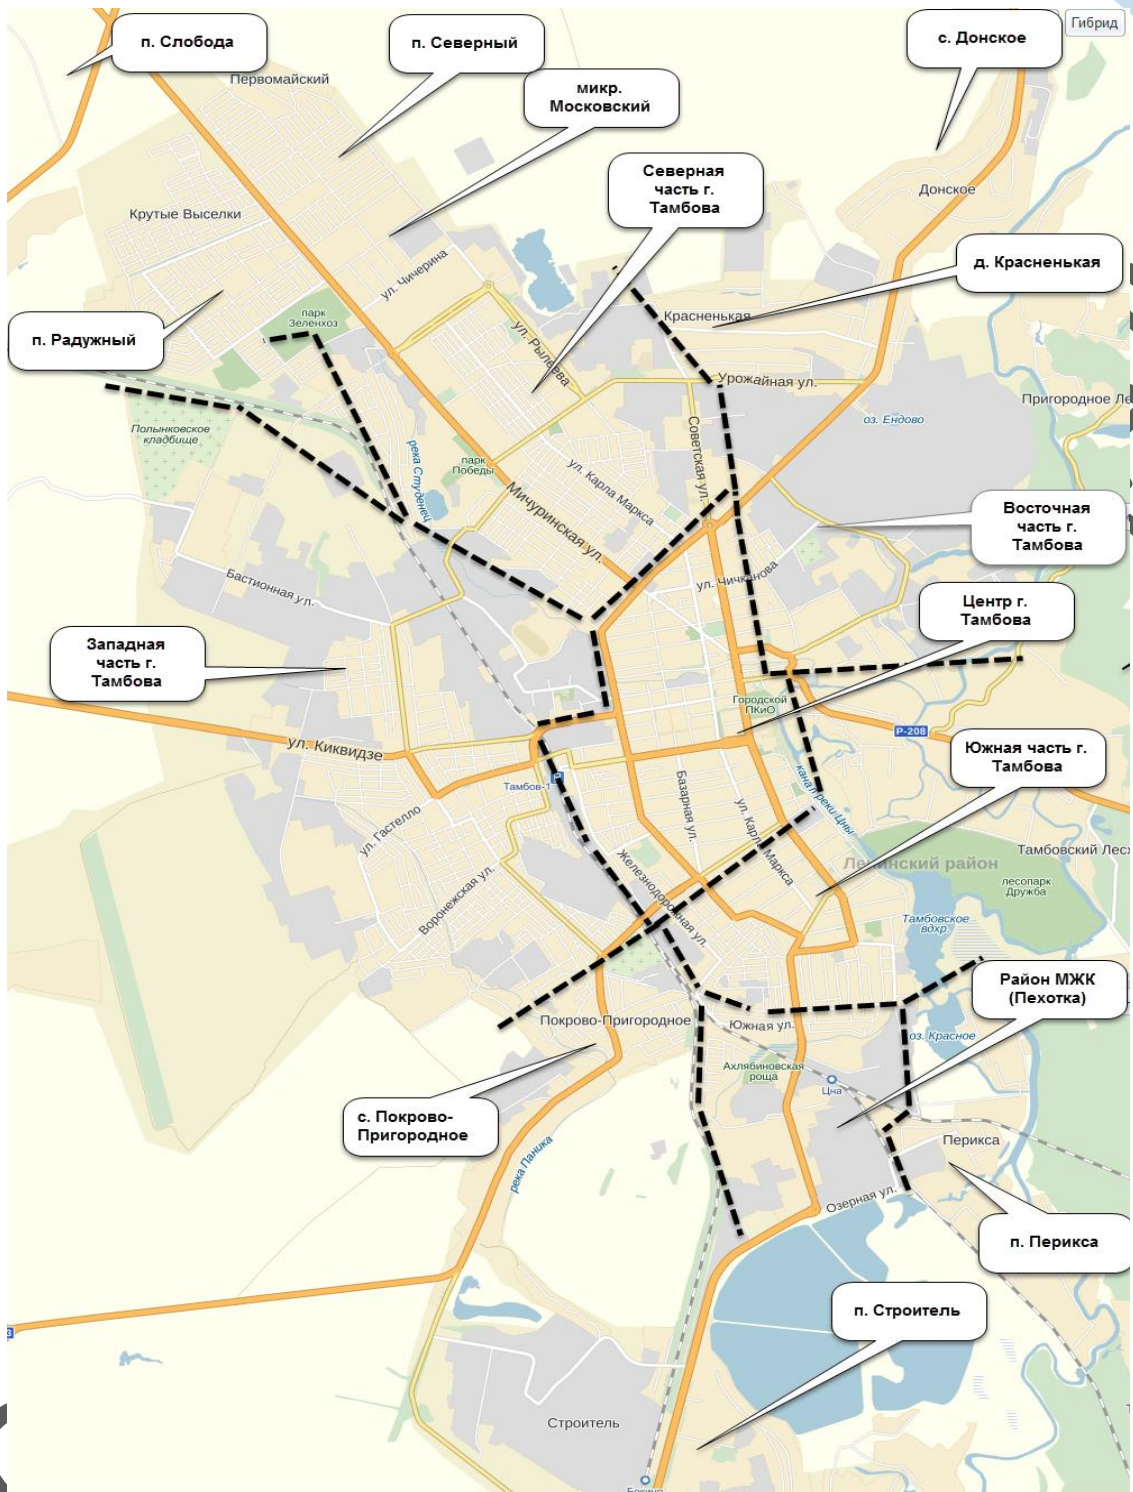 Гибрид
п. Слобода
п. Северный
с. Донское
Первомайский
микр.
Московский
Северная
часть г.
Тамбова
Донское
Крутые Выселки
ул. Чичерина
д. Красненькая
парк
Зеленхоз
Красненькая
п. Радужный
ул. Рылеева
Урожайная ул.
Пригородное Ле
оз. Ендово
Полынковское
кладбище
река Студенец
парк
Победы
Советская ул.
ул. Карла Маркса
Мичуринская ул.
Восточная
часть г.
Тамбова
Бастионная ул.
ул. Чичканова
Центр г.
Тамбова
Западная
часть г.
Тамбова
Городской
ПКиО
Р-208
ул. Киквидзе
Южная часть г.
Тамбова
Тамбов-1
Р
Базарная ул.
канал реки Цны
ул. Карла Маркса
ул. Гастелло
Железнодорожная ул.
Ленинский район
Тамбовский Лесх
Воронежская ул.
лесопарк
Дружба
Тамбовское
вдхр.
Район МЖК
(Пехотка)
Покрово-Пригородное
Южная ул.
оз. Красное
Ахлябиновская
роща
Цна
с. Покрово-
Пригородное
Перикса
река Паника
Озерная ул.
п. Перикса
п. Строитель
Строитель